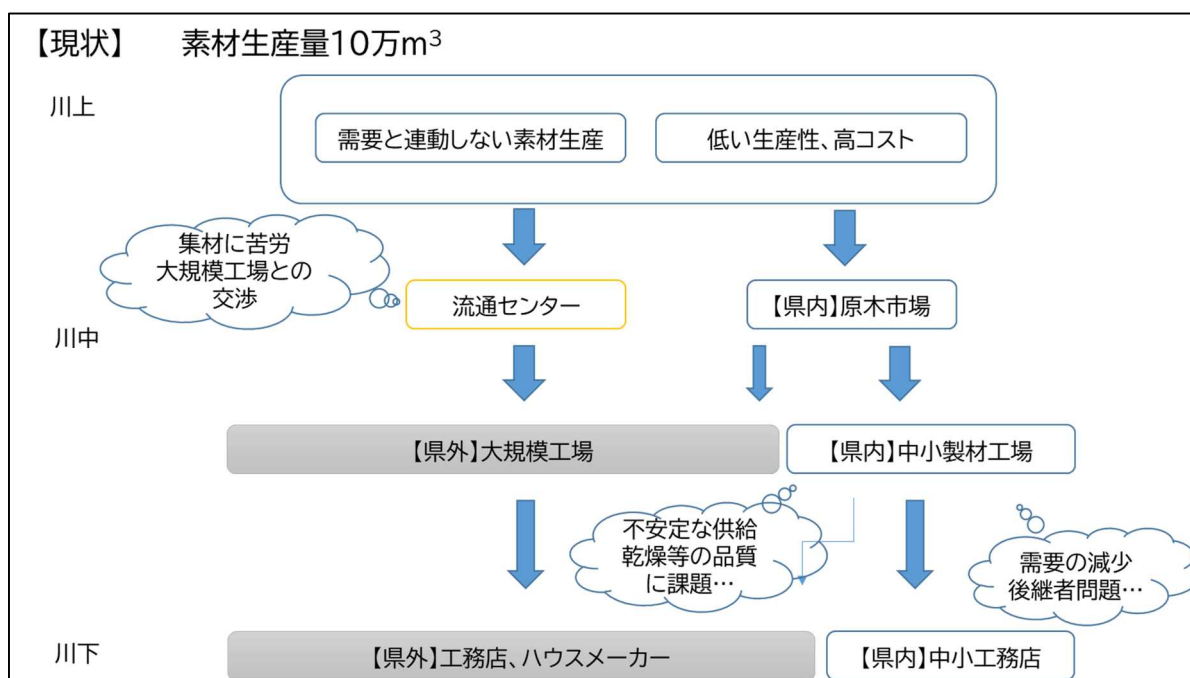 【現状】 素材生産量10万m³
川上
需要と連動しない素材生産
低い生産性、高コスト
集材に苦労
大規模工場との
交渉
流通センター
【県内】原木市場
川中
【県外】大規模工場
【県内】中小製材工場
不安定な供給
乾燥等の品質
に課題…
需要の減少
後継者問題…
川下
【県外】工務店、ハウスメーカー
【県内】中小工務店